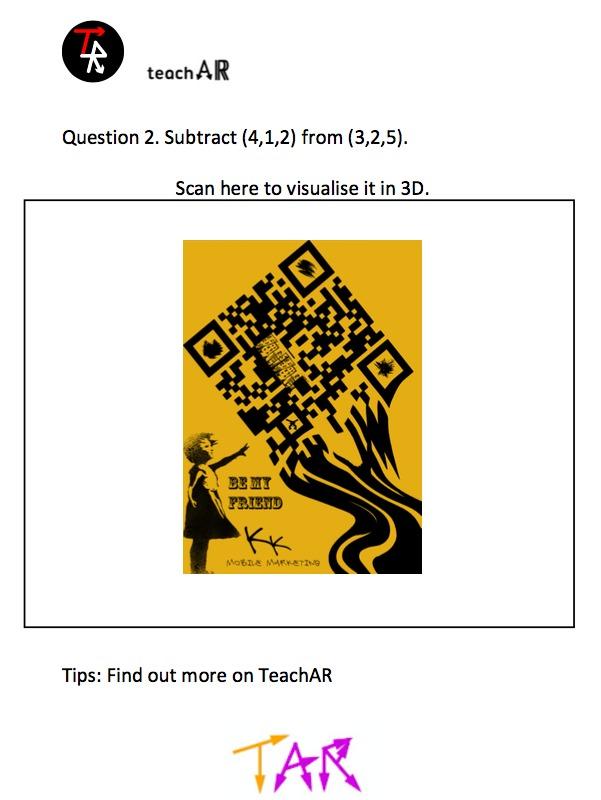 TR
teachAR
Question 2. Subtract (4,1,2) from (3,2,5).
Scan here to visualise it in 3D.
BE MY
FRIEND
KK
MOBILE MARKETING
Tips: Find out more on TeachAR
TAR